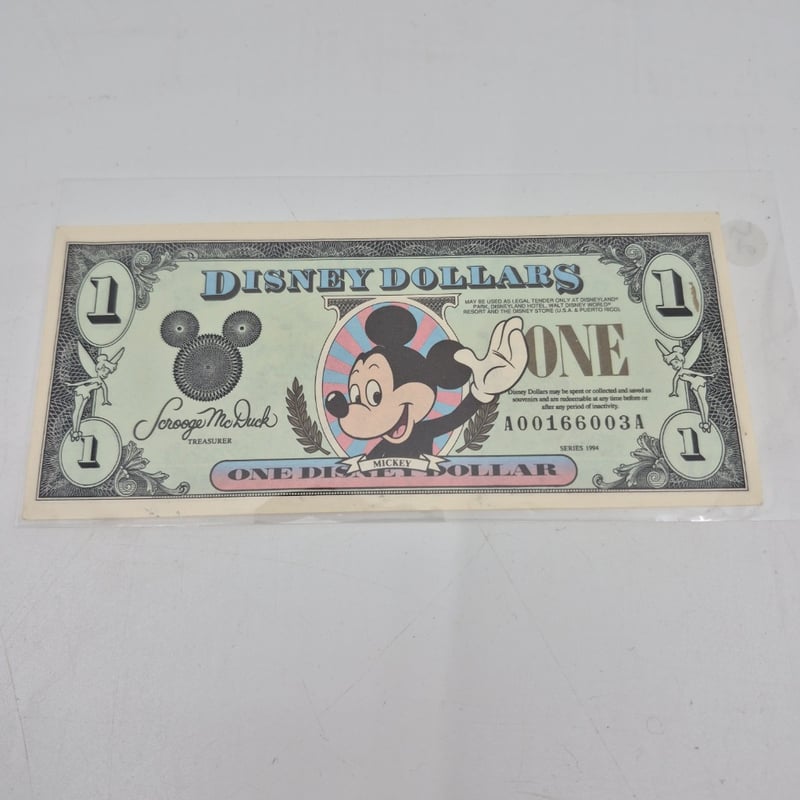 1
DISNEY DOLLARS
1
MAY BE USED AS LEGAL TENDER ONLY AT DISNEYLAND®
PARK, DISNEYLAND HOTEL, WALT DISNEY WORLD®
RESORT AND THE DISNEY STORE (U.S.A. & PUERTO RICO).
ONE
Disney Dollars may be spent or collected and saved as
souvenirs and are redeemable at any time before or
after any period of inactivity.
Scrooge McDuck
TREASURER
A00166003A
SERIES 1994
1
MICKEY
ONE DISNEY DOLLAR
1